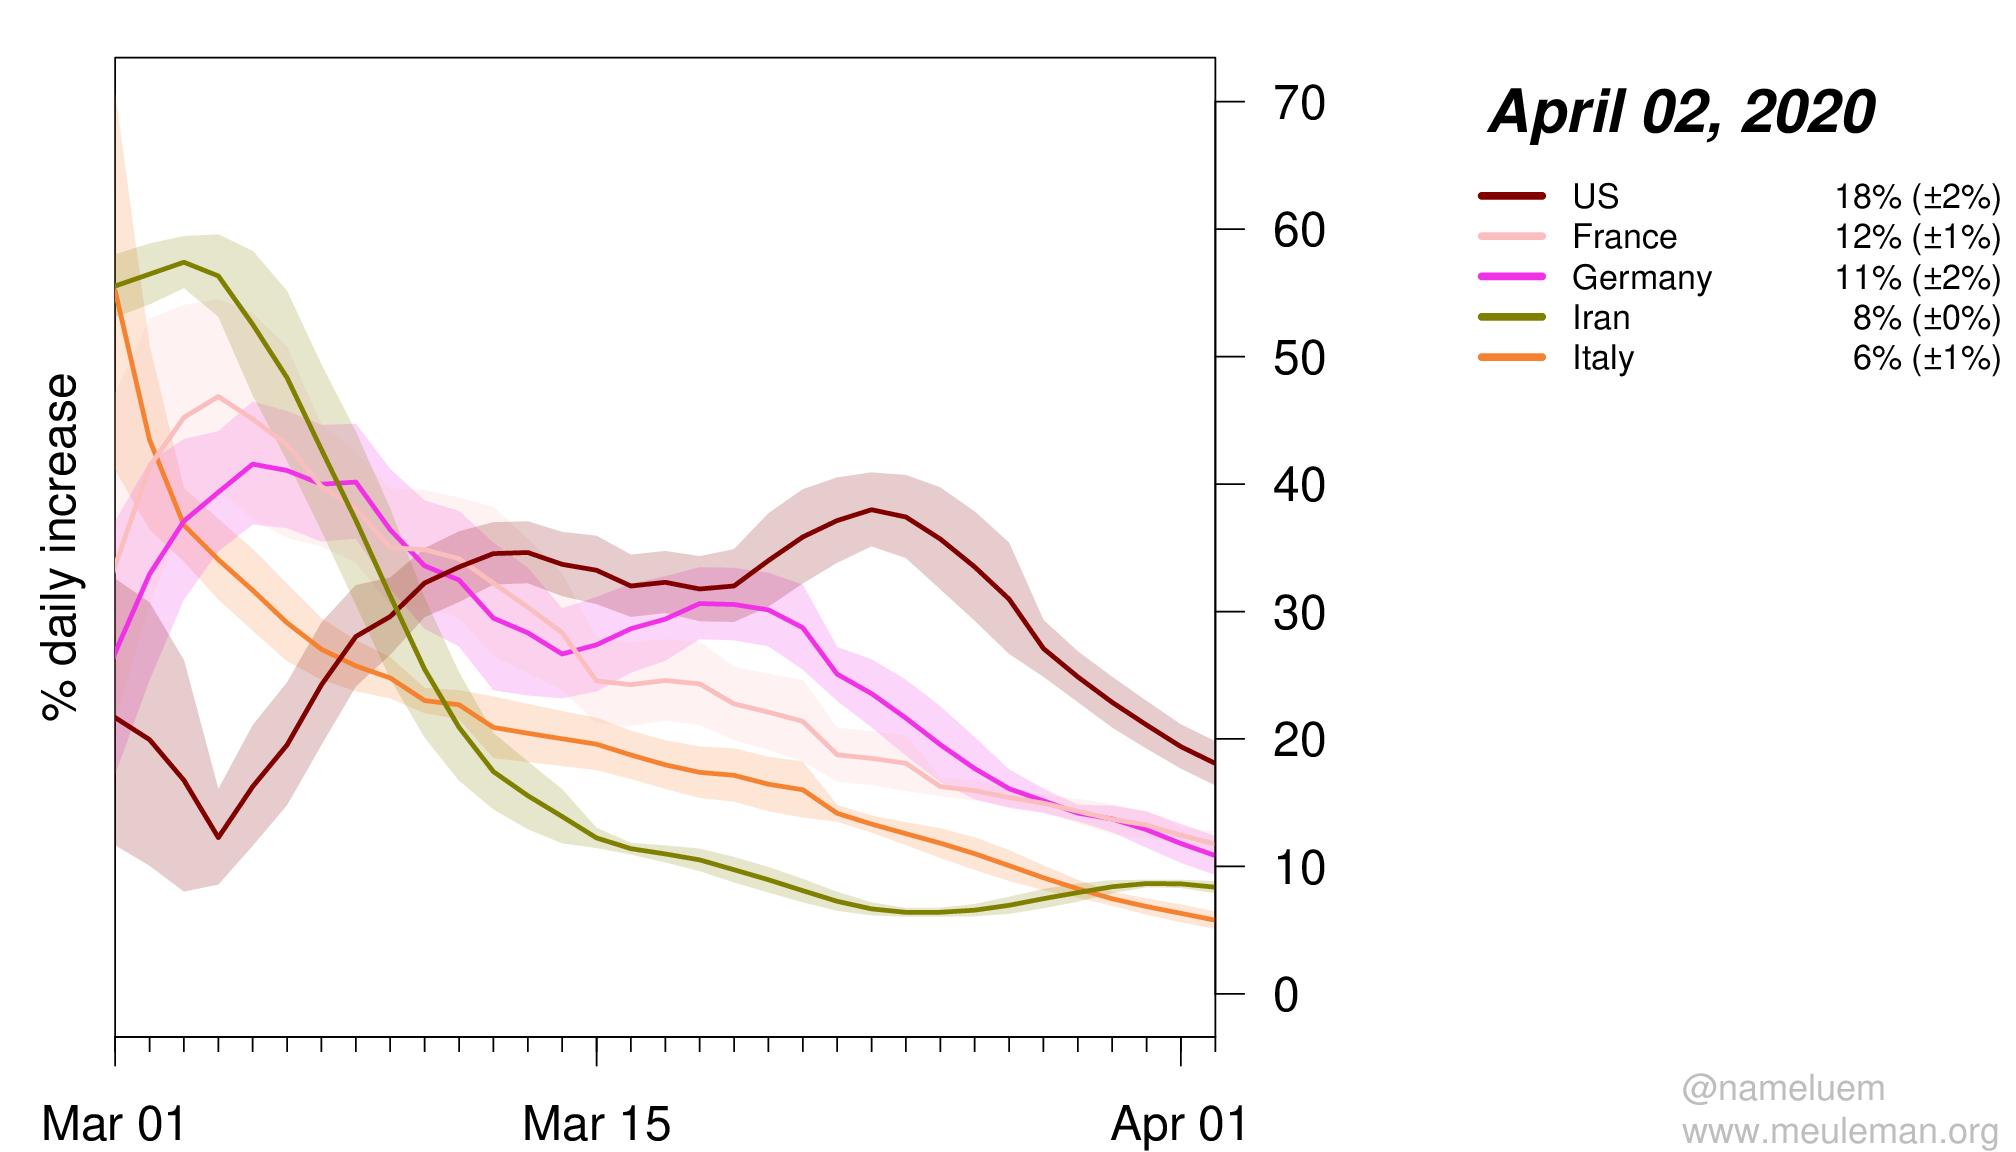 April 02, 2020
US 18% (±2%)
France 12% (±1%)
Germany 11% (±2%)
Iran 8% (±0%)
Italy 6% (±1%)
% daily increase
70
60
50
40
30
20
10
0
Mar 01 Mar 15 Apr 01
@nameluem
www.meuleman.org